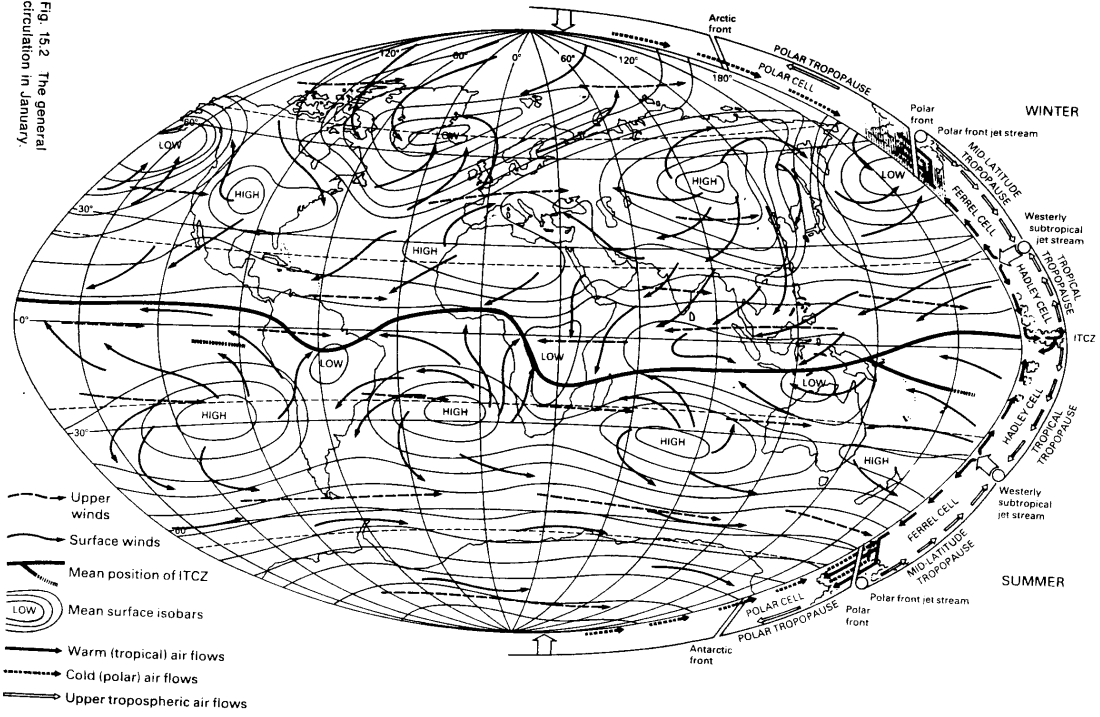 Fig. 15.2 The general
circulation in January.
Arctic
front
POLAR TROPOPAUSE
POLAR CELL
120°
60°
0°
60°
120°
180°
WINTER
Polar
front
Polar front jet stream
MID-LATITUDE
TROPOPAUSE
FERREL CELL
Westerly
subtropical
jet stream
TROPICAL
TROPOPAUSE
HADLEY CELL
ITCZ
60°
LOW
LOW
HIGH
HIGH
LOW
30°
HIGH
0°
LOW
LOW
LOW
HIGH
HIGH
HIGH
HIGH
30°
60
HADLEY CELL
TROPICAL
TROPOPAUSE
Westerly
subtropical
jet stream
FERREL CELL
MID-LATITUDE
TROPOPAUSE
SUMMER
Polar front jet stream
Polar
front
POLAR CELL
POLAR TROPOPAUSE
Antarctic
front
Upper
winds
Surface winds
Mean position of ITCZ
LOW
Mean surface isobars
Warm (tropical) air flows
Cold (polar) air flows
Upper tropospheric air flows